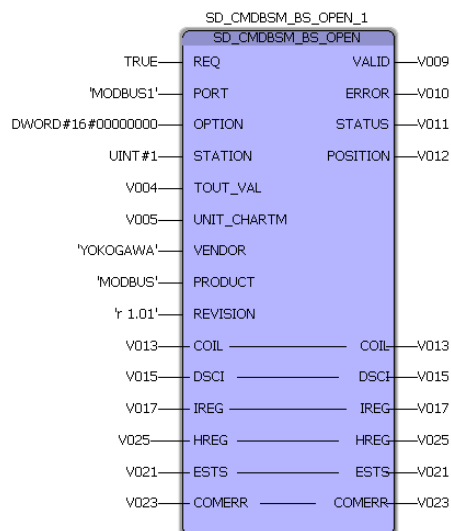 SD_CMDBSM_BS_OPEN_1
SD_CMDBSM_BS_OPEN
TRUE REQ VALID V009
'MODBUS1' PORT ERROR V010
DWORD#16#00000000 OPTION STATUS V011
UINT#1 STATION POSITION V012
V004 TOUT_VAL
V005 UNIT_CHARTM
'YOKOGAWA' VENDOR
'MODBUS' PRODUCT
'r 1.01' REVISION
V013 COIL COIL V013
V015 DSCI DSCI V015
V017 IREG IREG V017
V025 HREG HREG V025
V021 ESTS ESTS V021
V023 COMERR COMERR V023